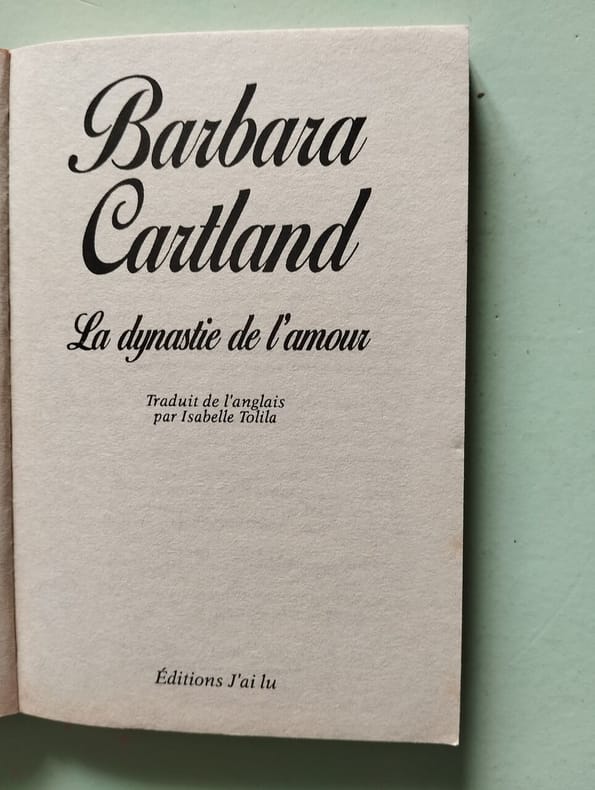 Barbara
Cartland
La dynastie de l'amour
Traduit de l'anglais
par Isabelle Tolila
Éditions J'ai lu